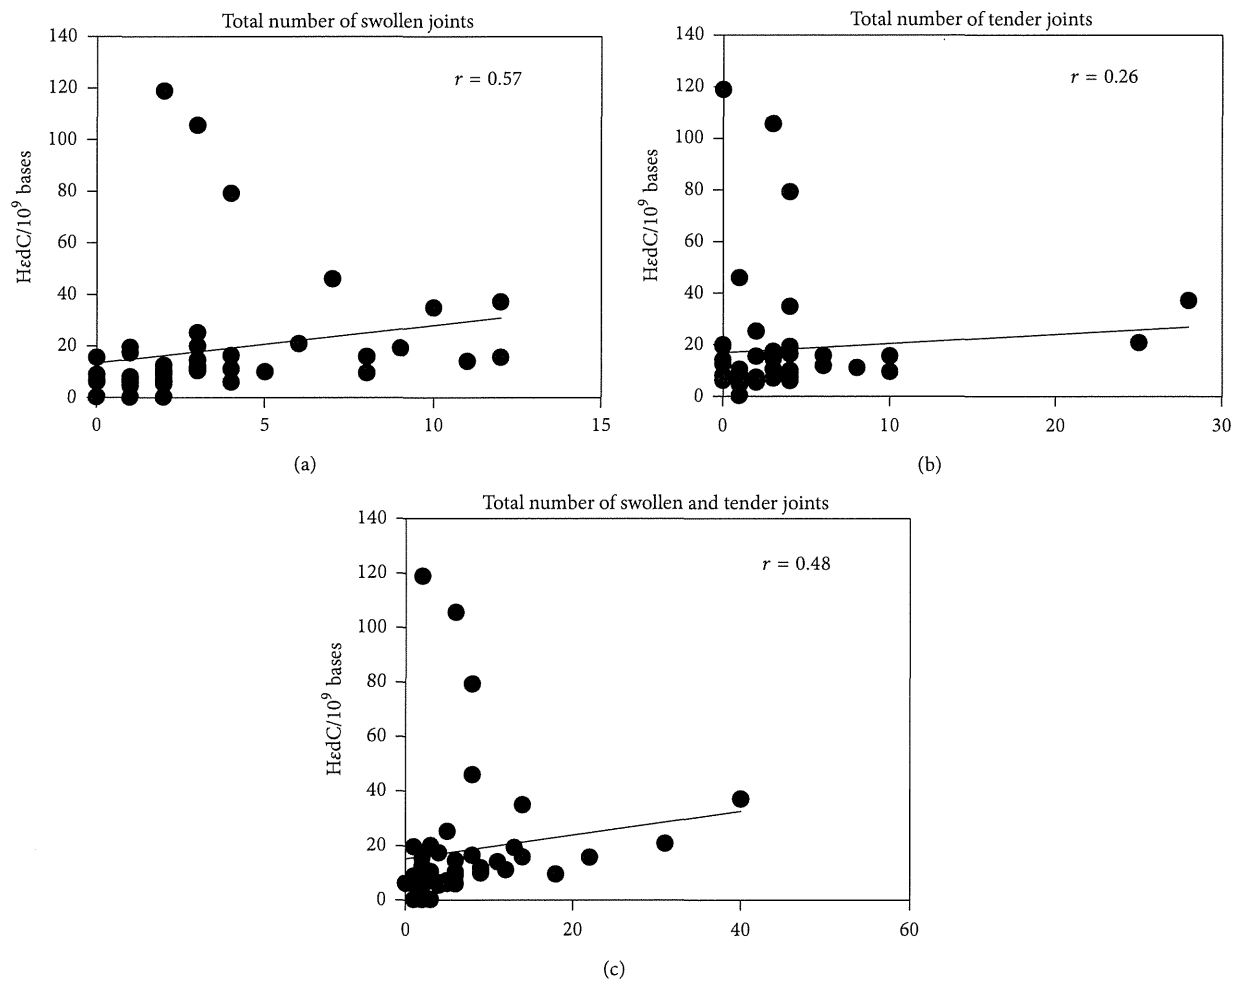 Total number of swollen joints
140
120
100
80
60
40
20
0
HεdC/10⁹ bases
r = 0.57
0 5 10 15
(a)
Total number of tender joints
140
120
100
80
60
40
20
0
HεdC/10⁹ bases
r = 0.26
0 10 20 30
(b)
Total number of swollen and tender joints
140
120
100
80
60
40
20
0
HεdC/10⁹ bases
r = 0.48
0 20 40 60
(c)